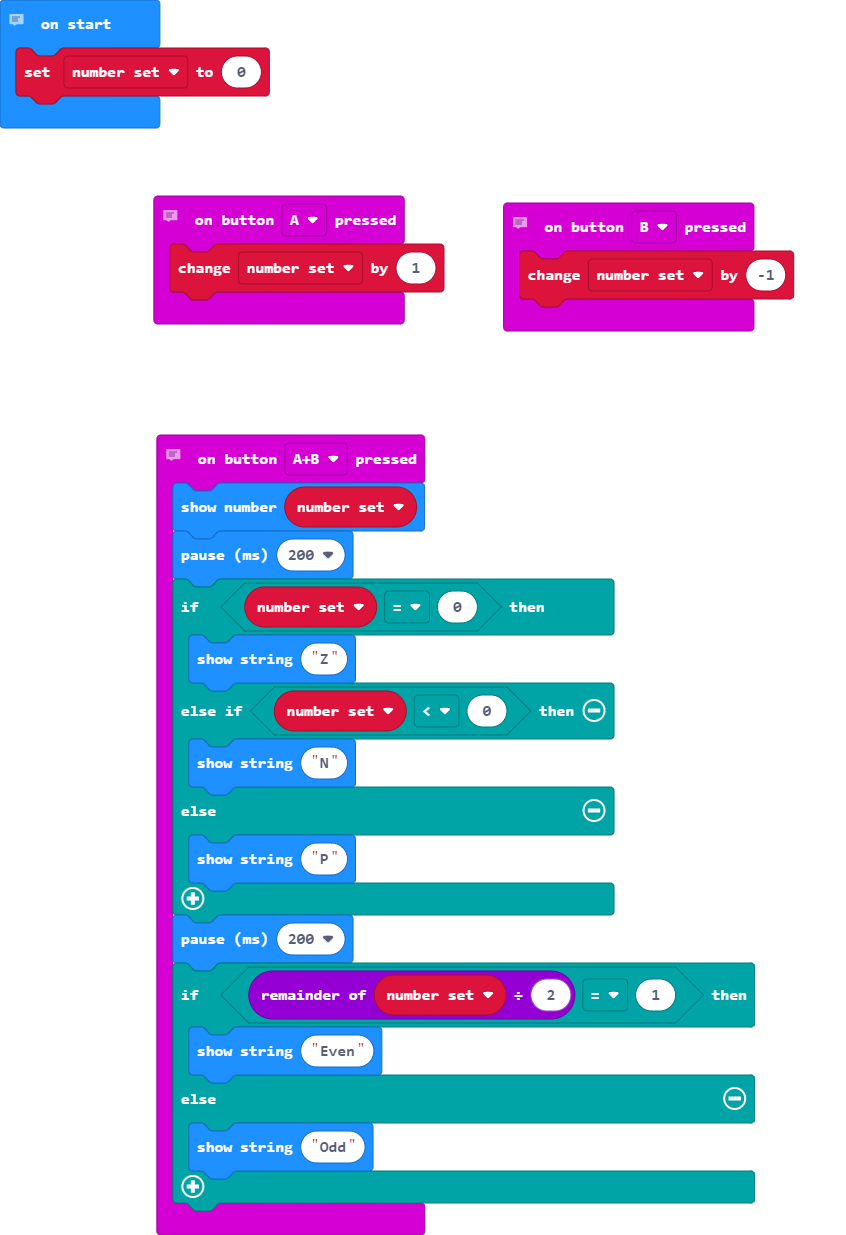 on start
set number set to 0
on button A pressed
change number set by 1
on button B pressed
change number set by -1
on button A+B pressed
show number number set
pause (ms) 200
if number set = 0 then
show string "Z"
else if number set < 0 then
show string "N"
else
show string "P"
pause (ms) 200
if remainder of number set ÷ 2 = 1 then
show string "Even"
else
show string "Odd"